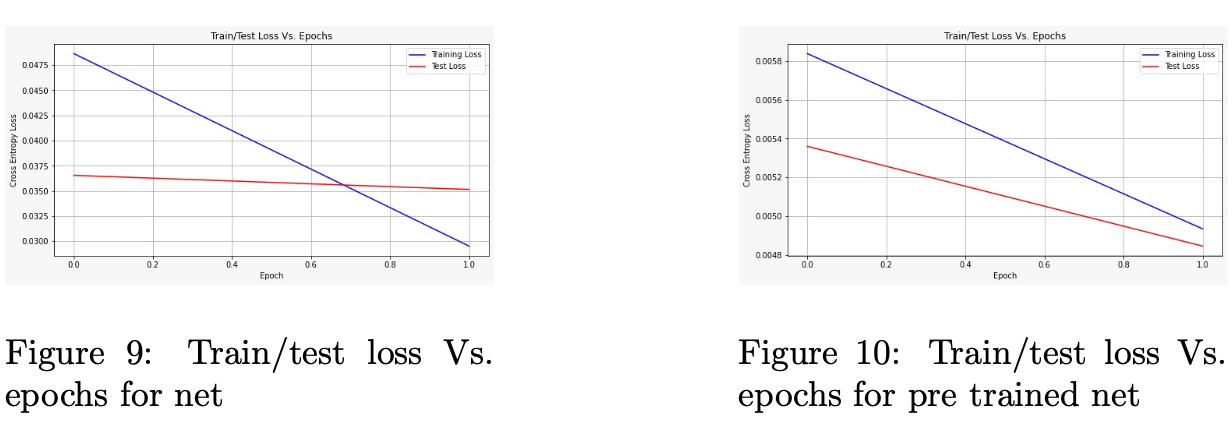 Train/Test Loss Vs. Epochs
Training Loss
Test Loss
0.0475
0.0450
0.0425
0.0400
0.0375
0.0350
0.0325
0.0300
Cross Entropy Loss
0.0 0.2 0.4 0.6 0.8 1.0
Epoch
Figure 9: Train/test loss Vs.
epochs for net
Train/Test Loss Vs. Epochs
Training Loss
Test Loss
0.0058
0.0056
0.0054
0.0052
0.0050
0.0048
Cross Entropy Loss
0.0 0.2 0.4 0.6 0.8 1.0
Epoch
Figure 10: Train/test loss Vs.
epochs for pre trained net